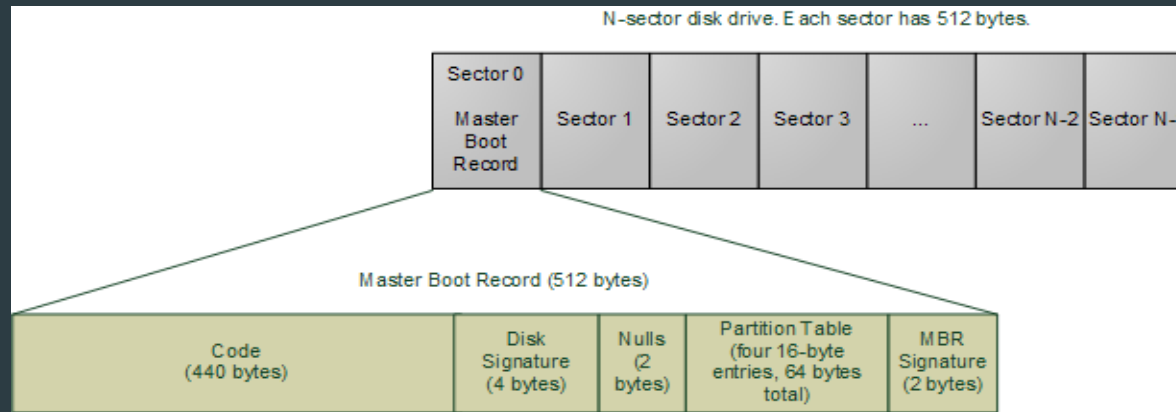 N-sector disk drive. Each sector has 512 bytes.
Sector 0
Master
Boot
Record
Sector 1
Sector 2
Sector 3
...
Sector N-2
Sector N-
Master Boot Record (512 bytes)
Code
(440 bytes)
Disk
Signature
(4 bytes)
Nulls
(2
bytes)
Partition Table
(four 16-byte
entries, 64 bytes
total)
MBR
Signature
(2 bytes)